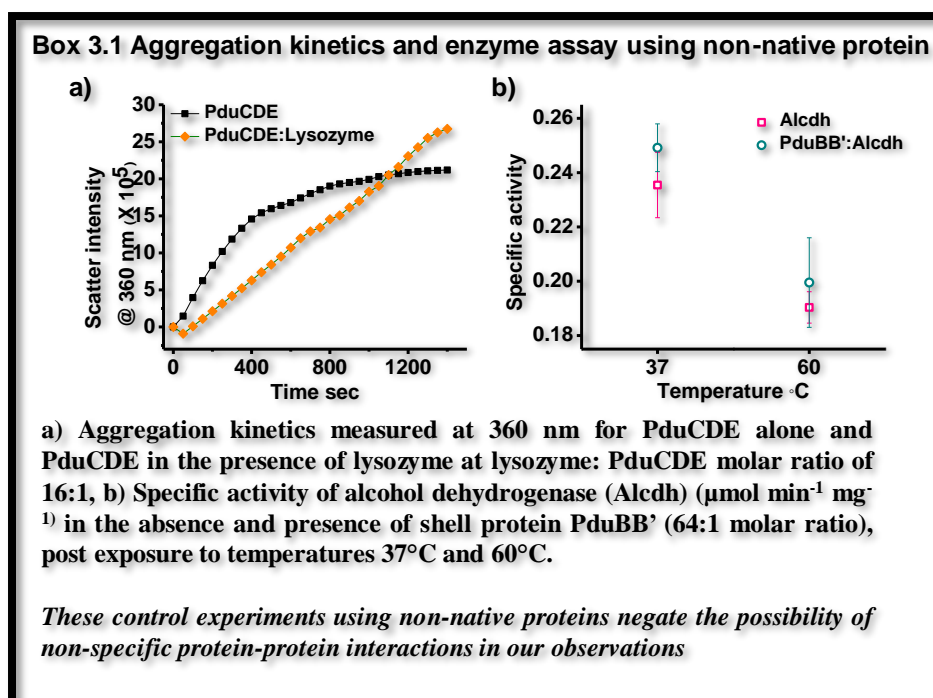 Box 3.1 Aggregation kinetics and enzyme assay using non-native protein
a)
30
25
20
15
10
5
0
PduCDE
PduCDE:Lysozyme
Scatter intensity
@ 360 nm (X 10^5)
0 400 800 1200
Time sec
b)
0.26
0.24
0.22
0.20
0.18
Alcdh
PduBB':Alcdh
Specific activity
37 60
Temperature ◦C
a) Aggregation kinetics measured at 360 nm for PduCDE alone and
PduCDE in the presence of lysozyme at lysozyme: PduCDE molar ratio of
16:1, b) Specific activity of alcohol dehydrogenase (Alcdh) (µmol min-1 mg-
1) in the absence and presence of shell protein PduBB’ (64:1 molar ratio),
post exposure to temperatures 37°C and 60°C.
These control experiments using non-native proteins negate the possibility of
non-specific protein-protein interactions in our observations